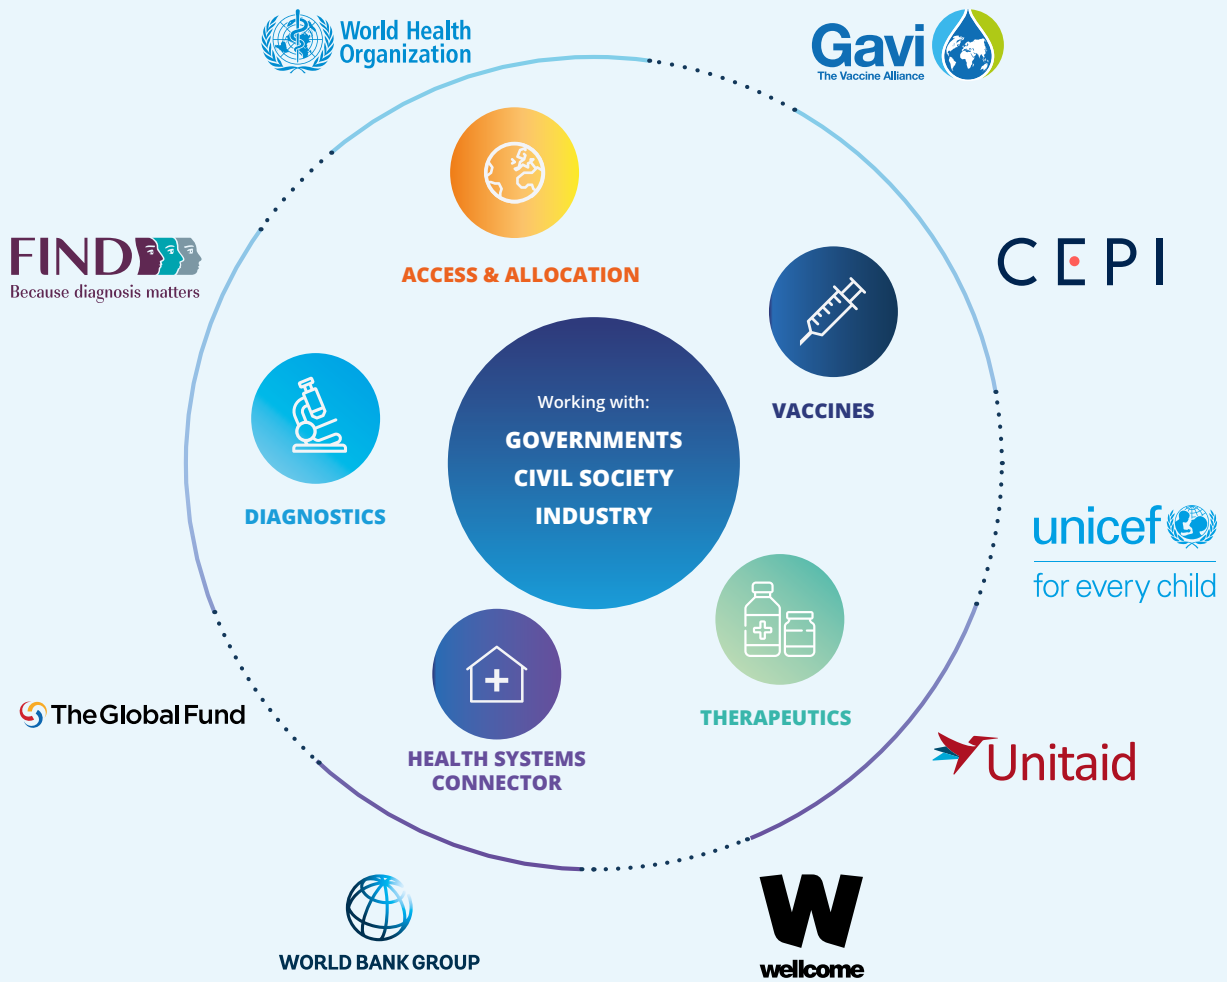 World Health
Organization
Gavi
The Vaccine Alliance
FIND
Because diagnosis matters
CEPI
ACCESS & ALLOCATION
VACCINES
Working with:
GOVERNMENTS
CIVIL SOCIETY
INDUSTRY
DIAGNOSTICS
unicef
for every child
THERAPEUTICS
The Global Fund
HEALTH SYSTEMS
CONNECTOR
Unitaid
WORLD BANK GROUP
W
wellcome